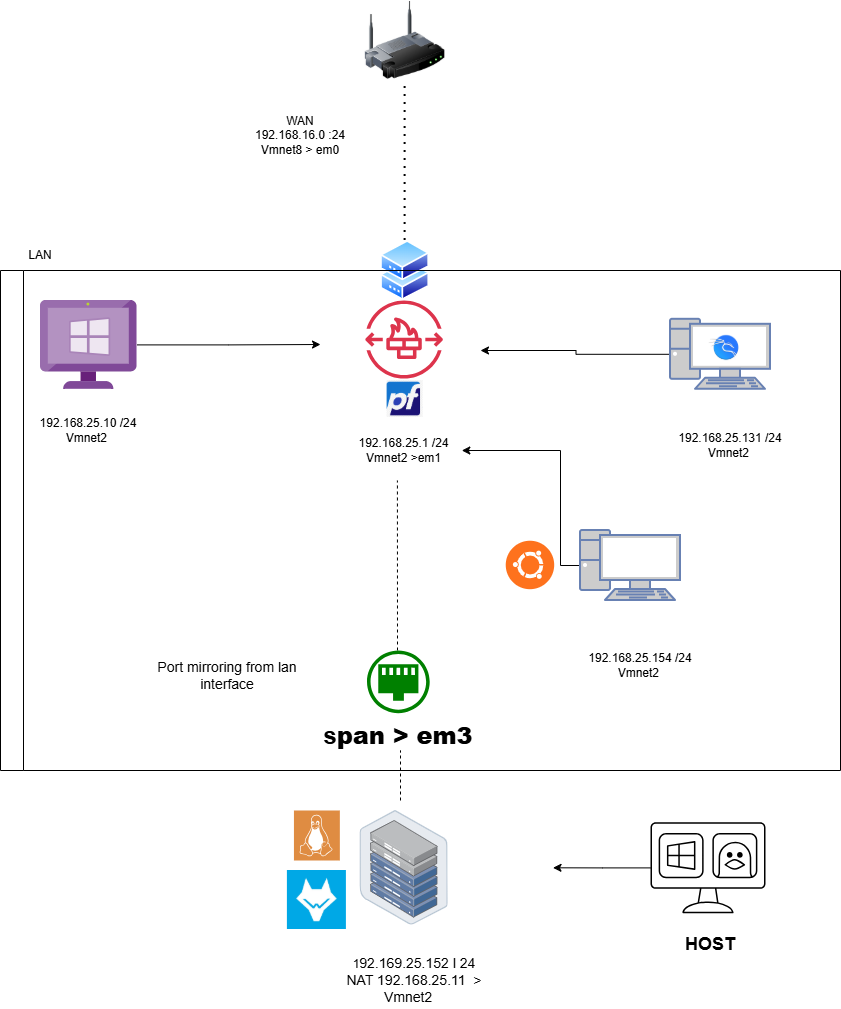 WAN
192.168.16.0 :24
Vmnet8 > em0
LAN
pf
192.168.25.10 /24
Vmnet2
192.168.25.1 /24
Vmnet2 >em1
192.168.25.131 /24
Vmnet2
192.168.25.154 /24
Vmnet2
Port mirroring from lan
interface
span > em3
HOST
192.169.25.152 I 24
NAT 192.168.25.11 >
Vmnet2